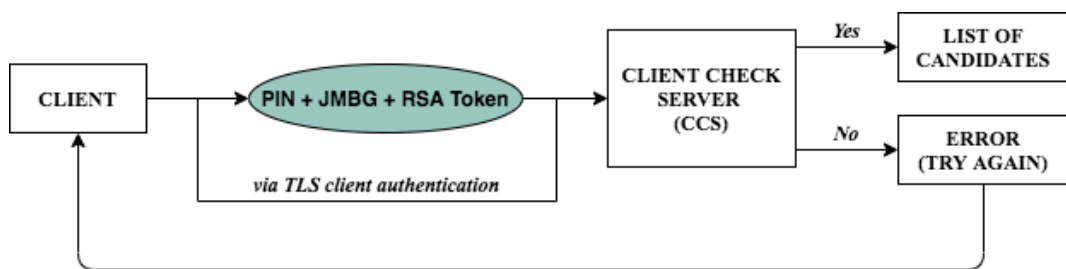 CLIENT
PIN + JMBG + RSA Token
via TLS client authentication
CLIENT CHECK
SERVER
(CCS)
Yes
LIST OF
CANDIDATES
No
ERROR
(TRY AGAIN)